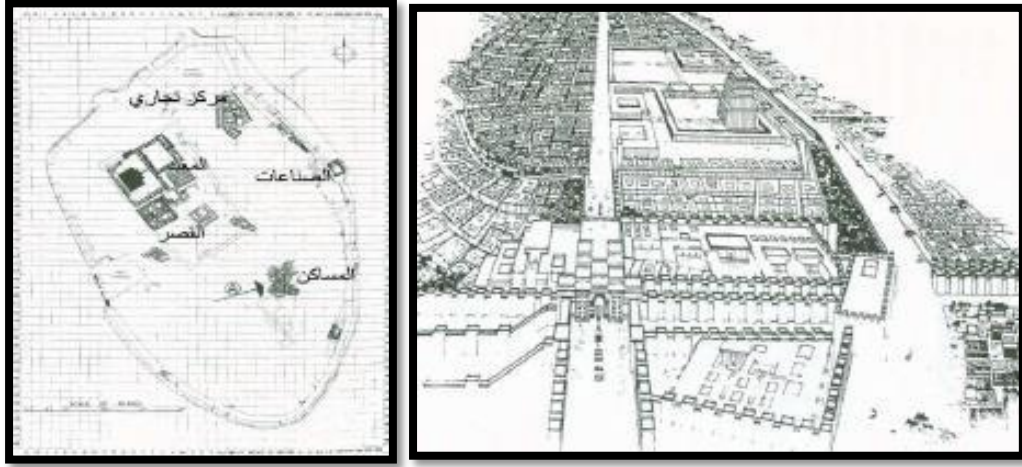 مركز تجاري
المعبد
الصناعات
القصر
المساكن